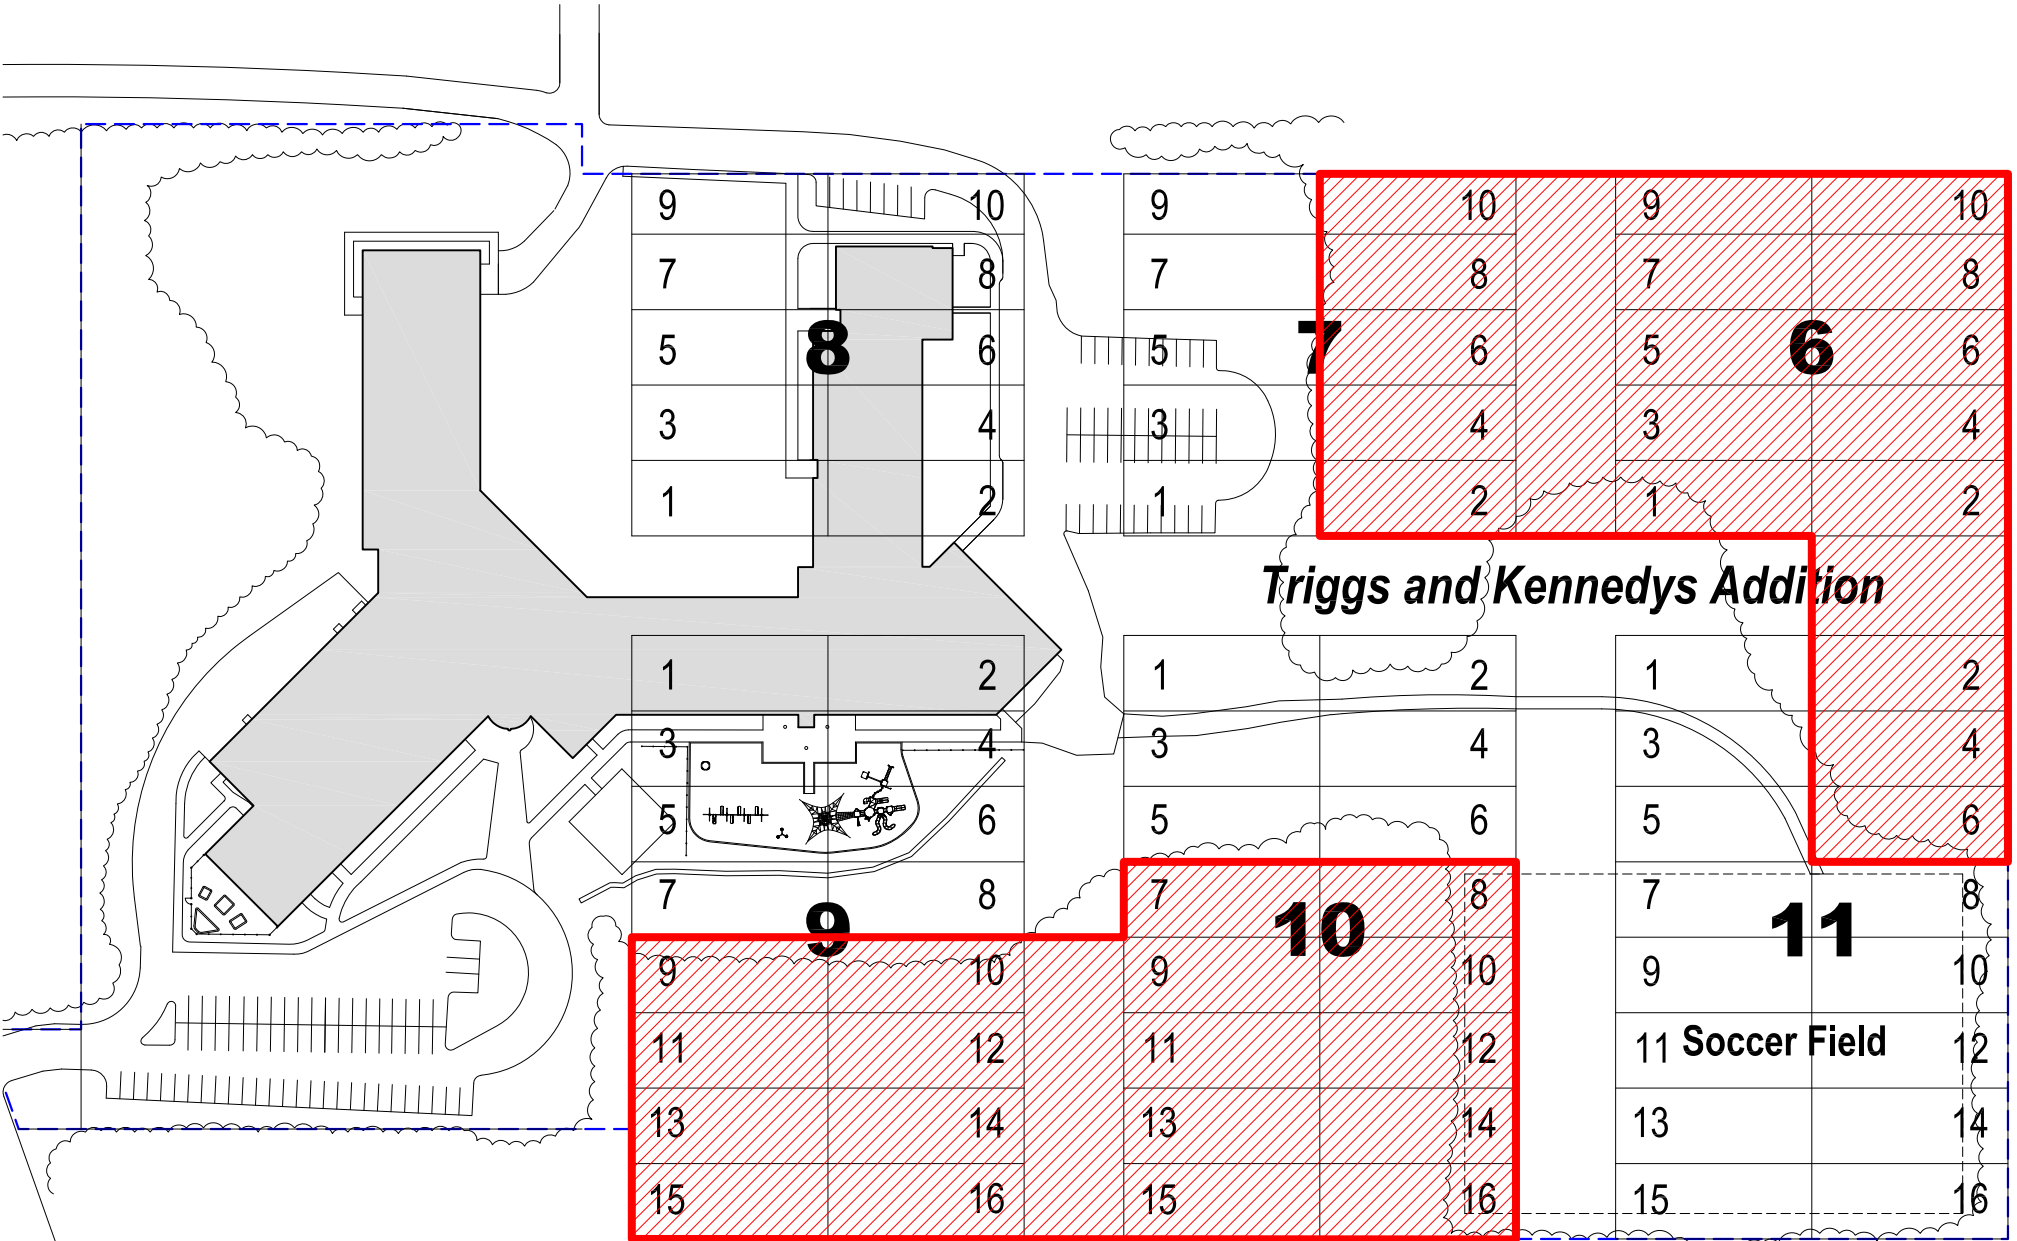 9 10 9 10 9 10
7 8 7 8 7 8
5 8 6 5 7 6 5 6 6
3 4 3 4 3 4
1 2 1 2 1 2
Triggs and Kennedys Addition
1 2 1 2 1 2
3 4 3 4 3 4
5 6 5 6 5 6
7 8 7 8 7 8
9 10 11
9 10 9 10 9 10
11 12 11 12 11 Soccer Field 12
13 14 13 14 13 14
15 16 15 16 15 16